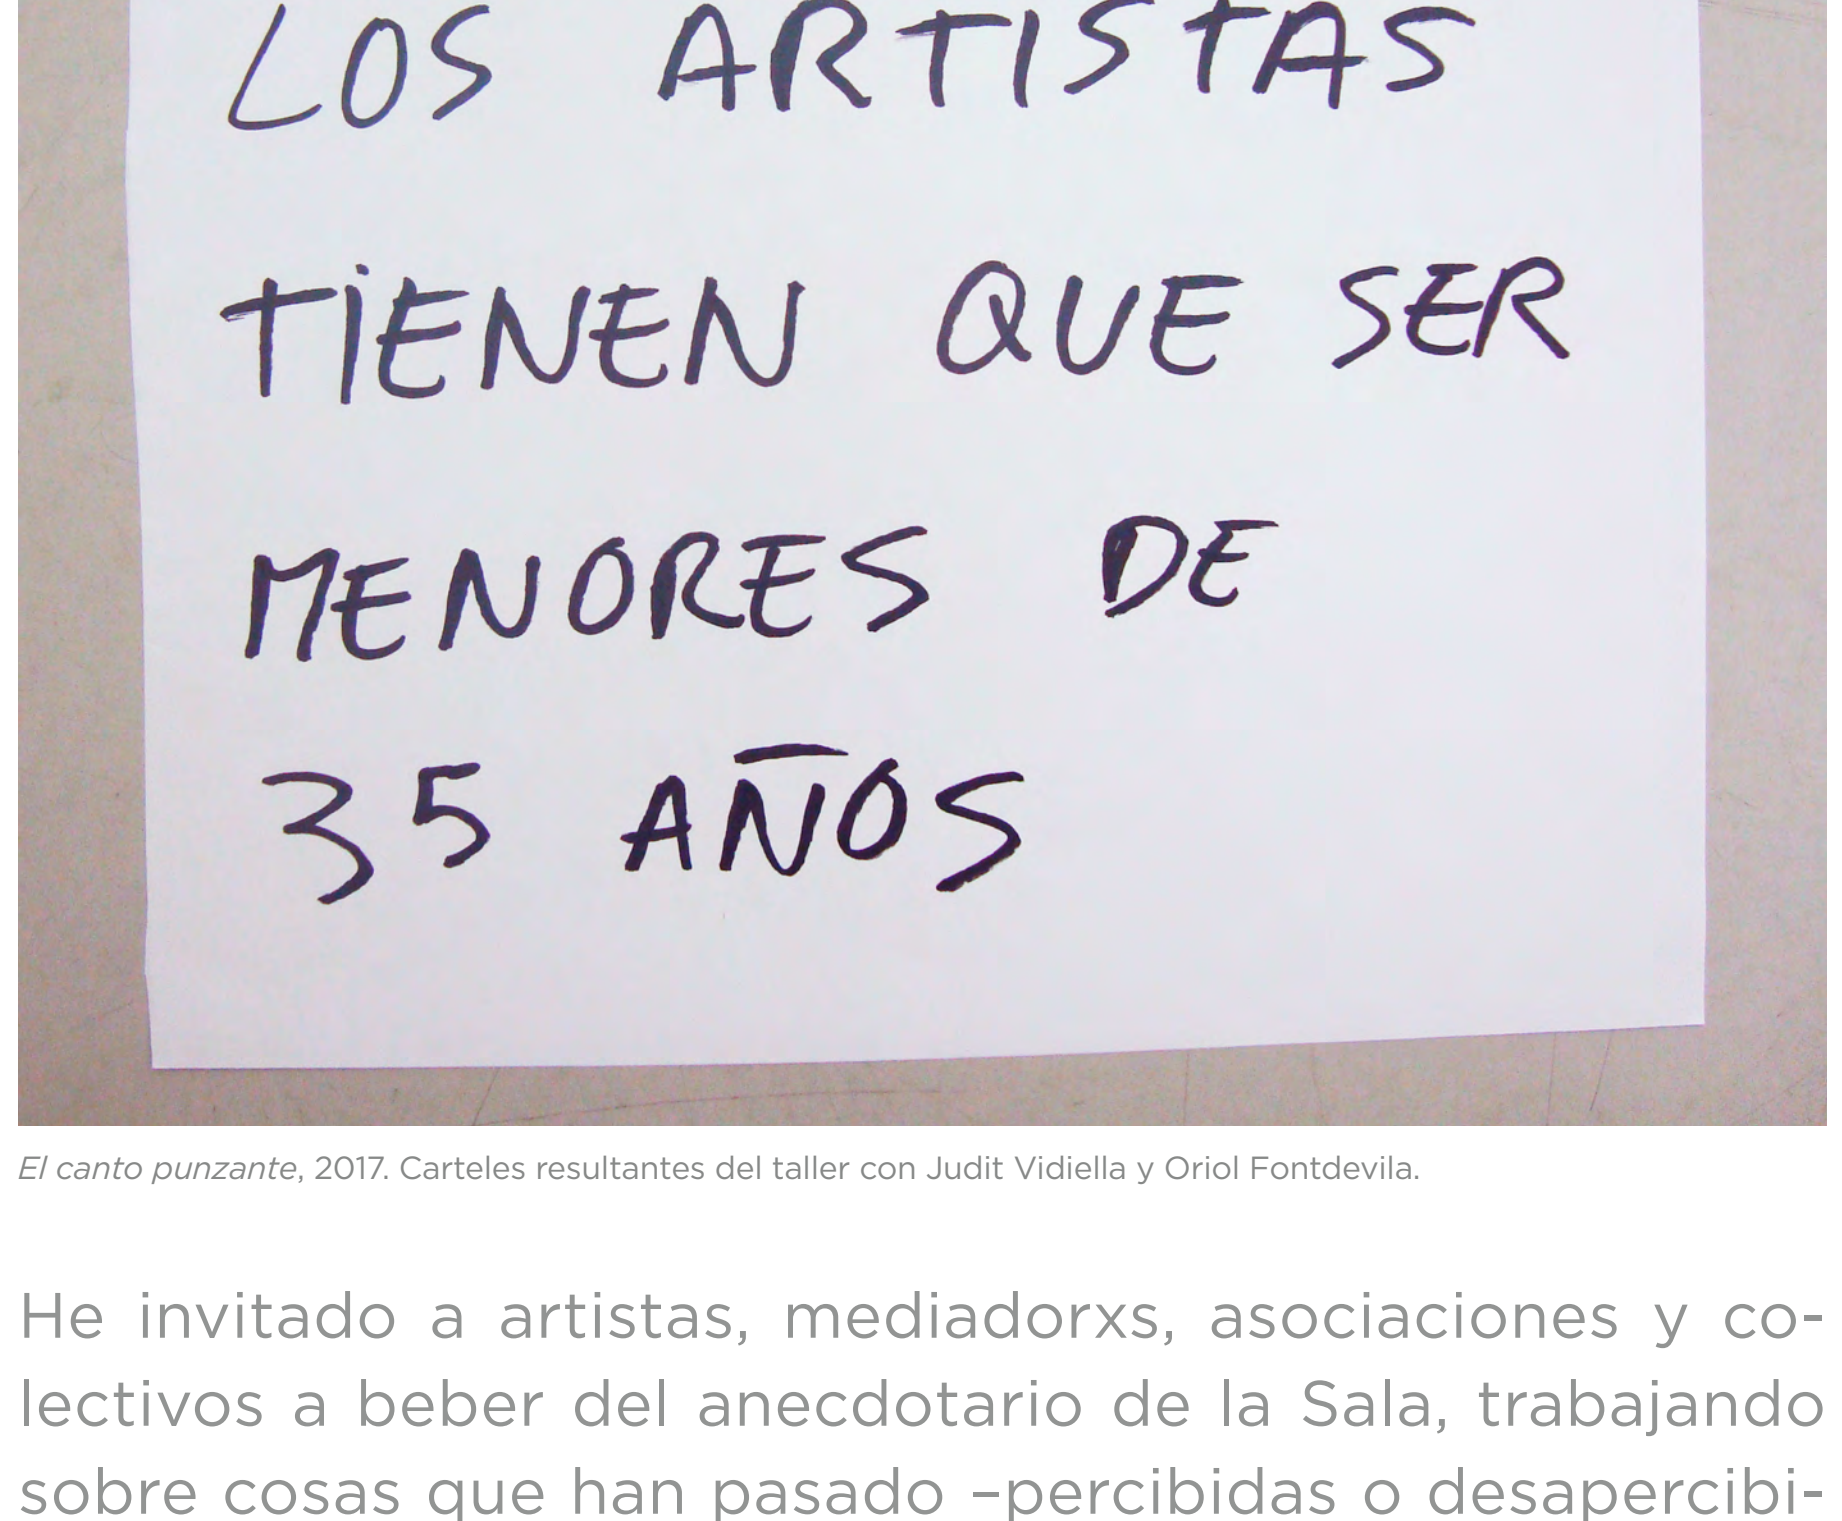 LOS ARTISTAS
TIENEN QUE SER
MENORES DE
35 AÑOS
El canto punzante, 2017. Carteles resultantes del taller con Judit Vidiella y Oriol Fontdevila.
He invitado a artistas, mediadorxs, asociaciones y co-
lectivos a beber del anecdotario de la Sala, trabajando
sobre cosas que han pasado –percibidas o desapercibi-